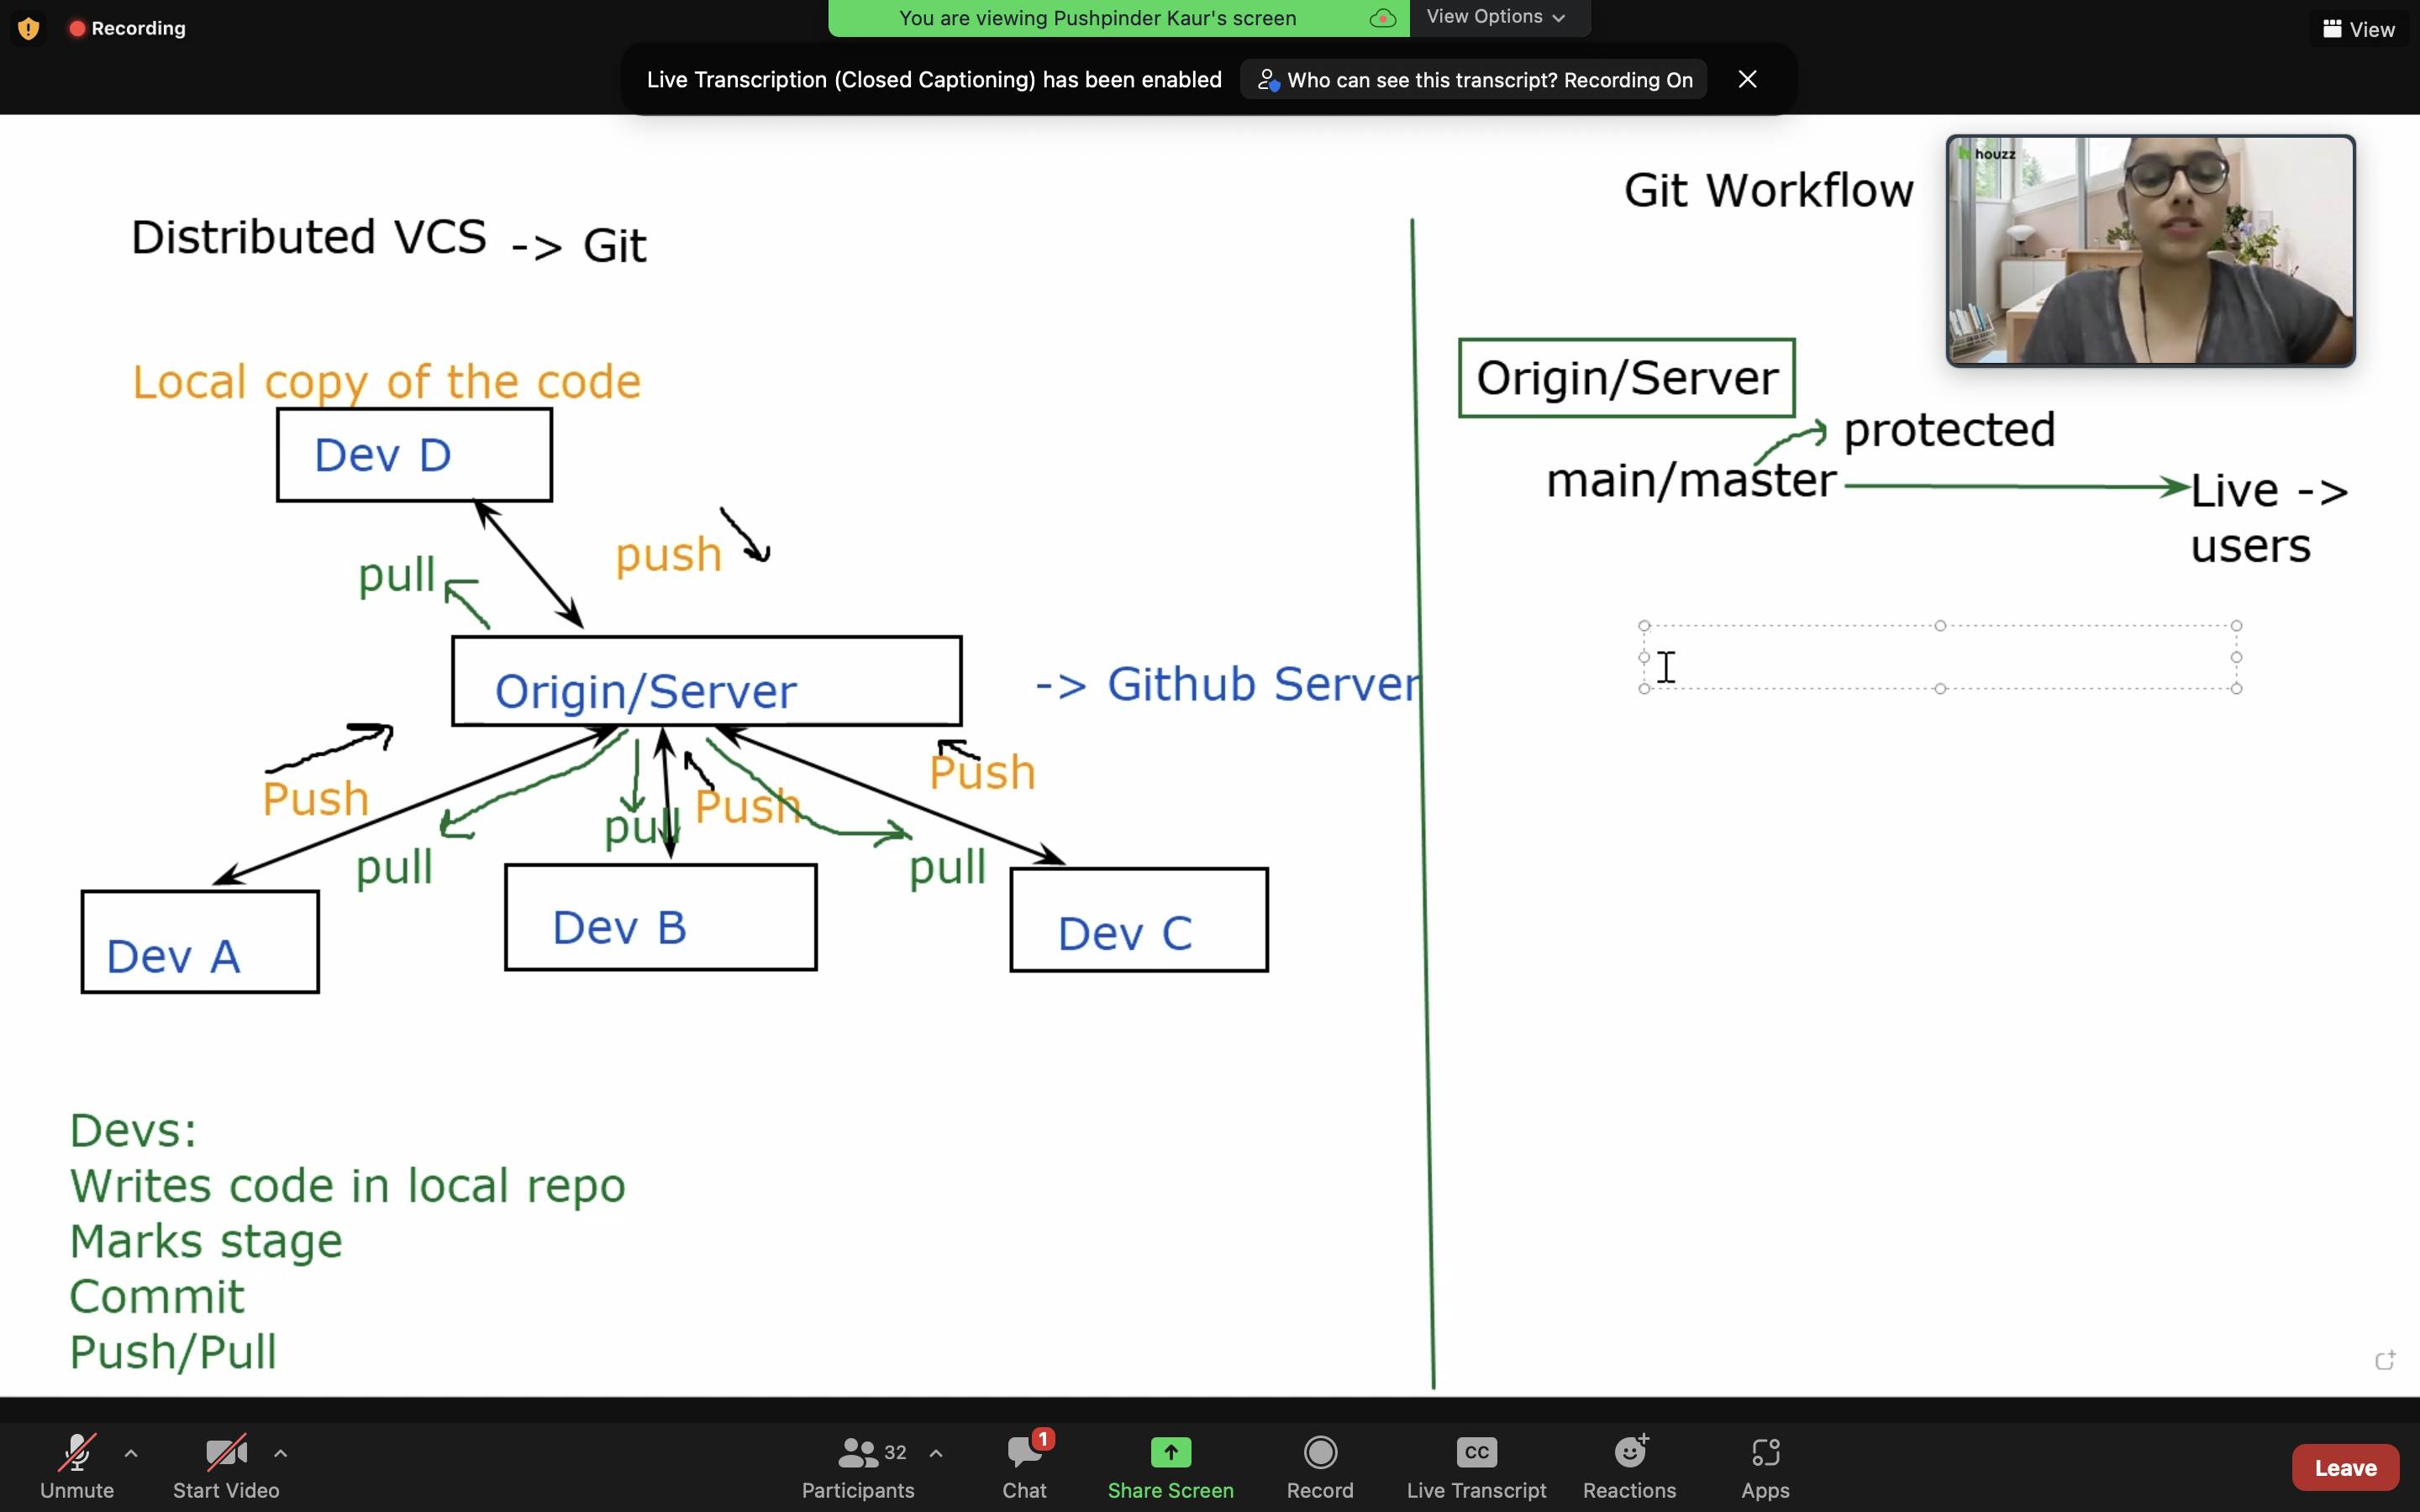 Recording
You are viewing Pushpinder Kaur's screen
View Options
View
Live Transcription (Closed Captioning) has been enabled
Who can see this transcript? Recording On
houzz
Distributed VCS -> Git
Local copy of the code
Dev D
push
pull
Origin/Server
-> Github Server
Push
pull
pull
Push
Push
pull
Dev A
Dev B
Dev C
Devs:
Writes code in local repo
Marks stage
Commit
Push/Pull
Git Workflow
Origin/Server
protected
main/master
Live ->
users
Unmute
Start Video
32
Participants
1
Chat
Share Screen
Record
CC
Live Transcript
Reactions
Apps
Leave